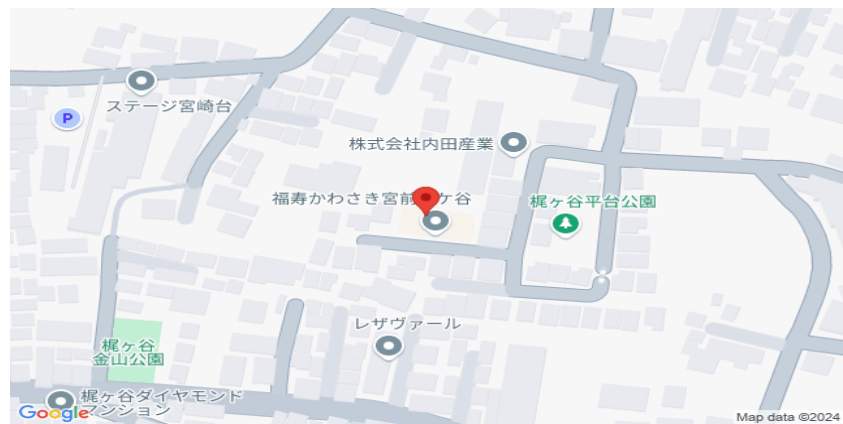 ステージ宮崎台
P
株式会社内田産業
福寿かわさき宮前 ケ谷
梶ヶ谷平台公園
レザヴァール
梶ヶ谷
金山公園
梶ヶ谷ダイヤモンド
マンション
Google
Map data ©2024